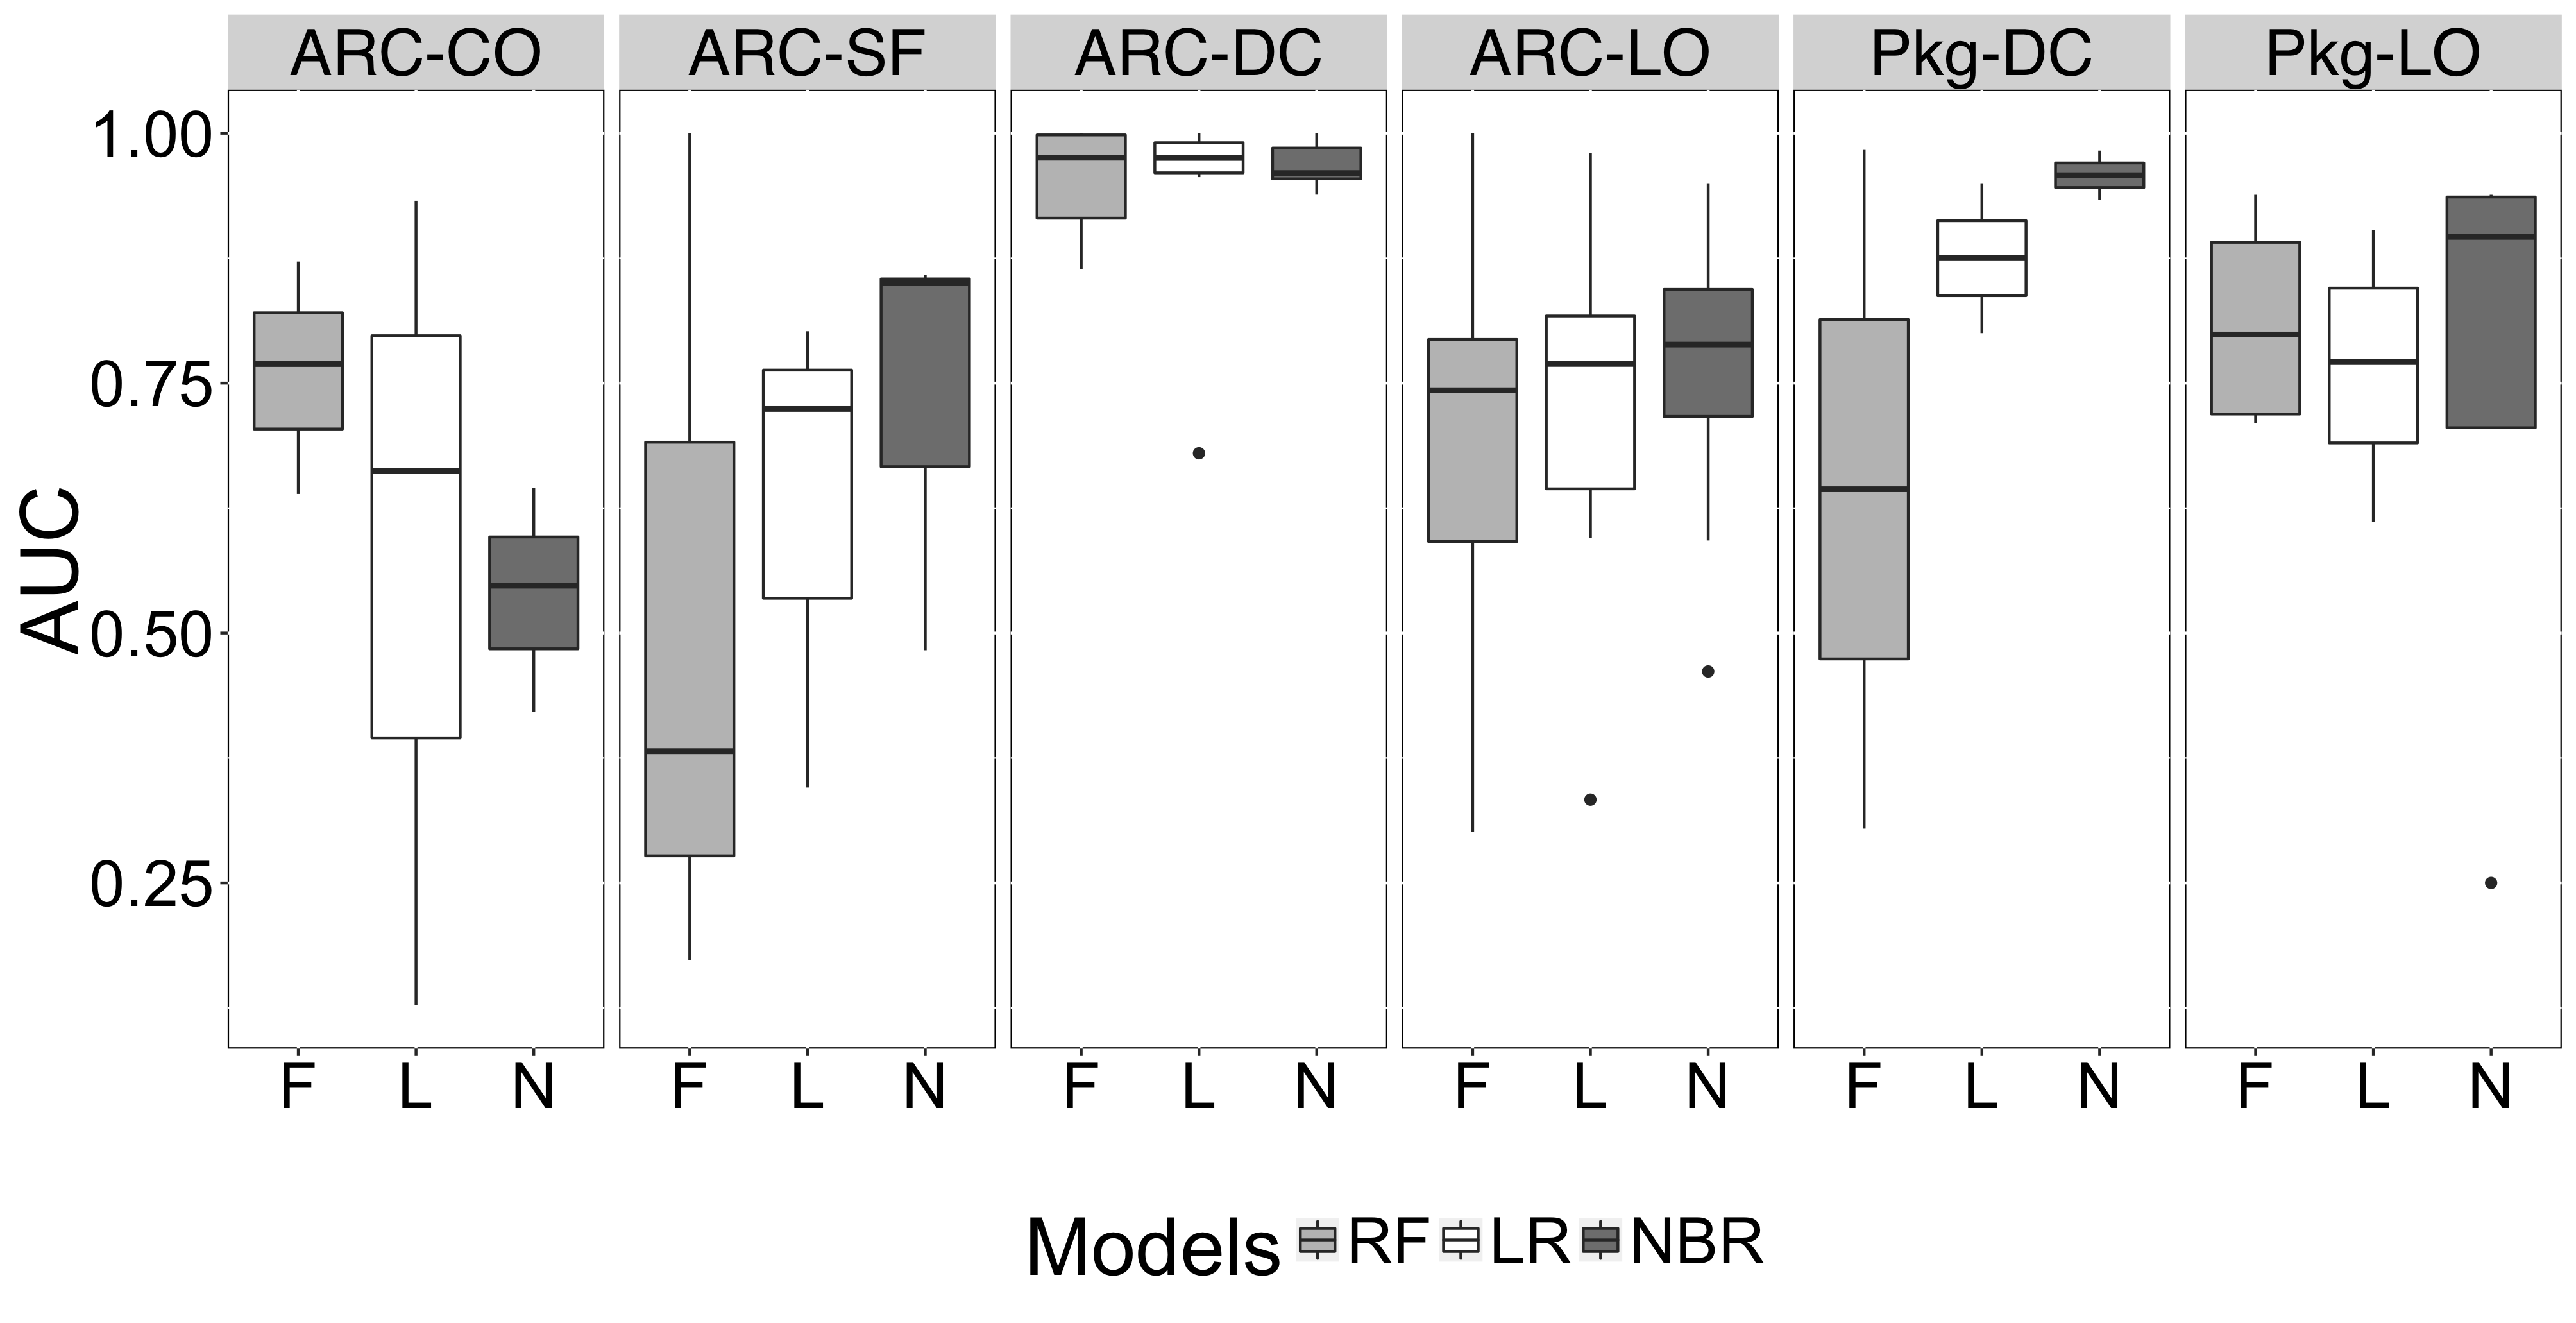 ARC-CO ARC-SF ARC-DC ARC-LO Pkg-DC Pkg-LO
1.00
0.75
0.50
0.25
AUC
F L N F L N F L N F L N F L N F L N
Models RF LR NBR